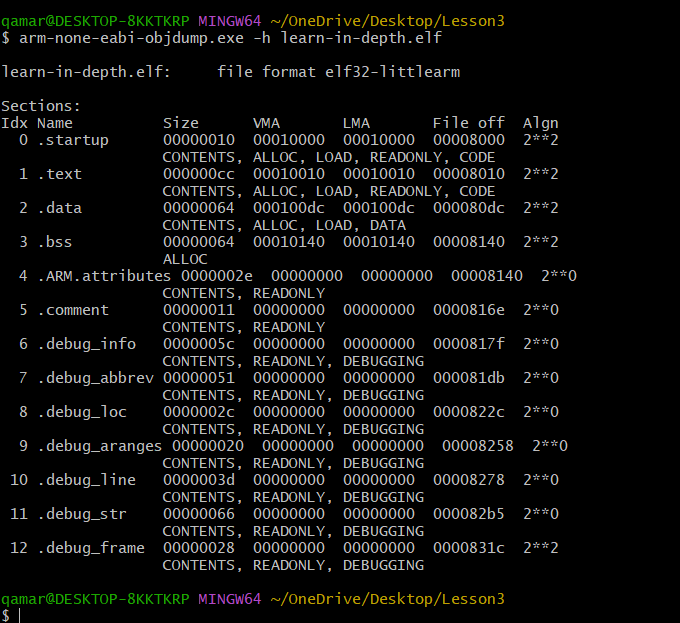 qamar@DESKTOP-8KKTKRP MINGW64 ~/OneDrive/Desktop/Lesson3
$ arm-none-eabi-objdump.exe -h learn-in-depth.elf
learn-in-depth.elf:     file format elf32-littlearm
Sections:
Idx Name          Size      VMA       LMA       File off  Algn
  0 .startup      00000010  00010000  00010000  00008000  2**2
                  CONTENTS, ALLOC, LOAD, READONLY, CODE
  1 .text         000000cc  00010010  00010010  00008010  2**2
                  CONTENTS, ALLOC, LOAD, READONLY, CODE
  2 .data         00000064  000100dc  000100dc  000080dc  2**2
                  CONTENTS, ALLOC, LOAD, DATA
  3 .bss          00000064  00010140  00010140  00008140  2**2
                  ALLOC
  4 .ARM.attributes 0000002e  00000000  00000000  00008140  2**0
                  CONTENTS, READONLY
  5 .comment      00000011  00000000  00000000  0000816e  2**0
                  CONTENTS, READONLY
  6 .debug_info   0000005c  00000000  00000000  0000817f  2**0
                  CONTENTS, READONLY, DEBUGGING
  7 .debug_abbrev 00000051  00000000  00000000  000081db  2**0
                  CONTENTS, READONLY, DEBUGGING
  8 .debug_loc    0000002c  00000000  00000000  0000822c  2**0
                  CONTENTS, READONLY, DEBUGGING
  9 .debug_aranges 00000020  00000000  00000000  00008258  2**0
                  CONTENTS, READONLY, DEBUGGING
 10 .debug_line   0000003d  00000000  00000000  00008278  2**0
                  CONTENTS, READONLY, DEBUGGING
 11 .debug_str    00000066  00000000  00000000  000082b5  2**0
                  CONTENTS, READONLY, DEBUGGING
 12 .debug_frame  00000028  00000000  00000000  0000831c  2**2
                  CONTENTS, READONLY, DEBUGGING
qamar@DESKTOP-8KKTKRP MINGW64 ~/OneDrive/Desktop/Lesson3
$